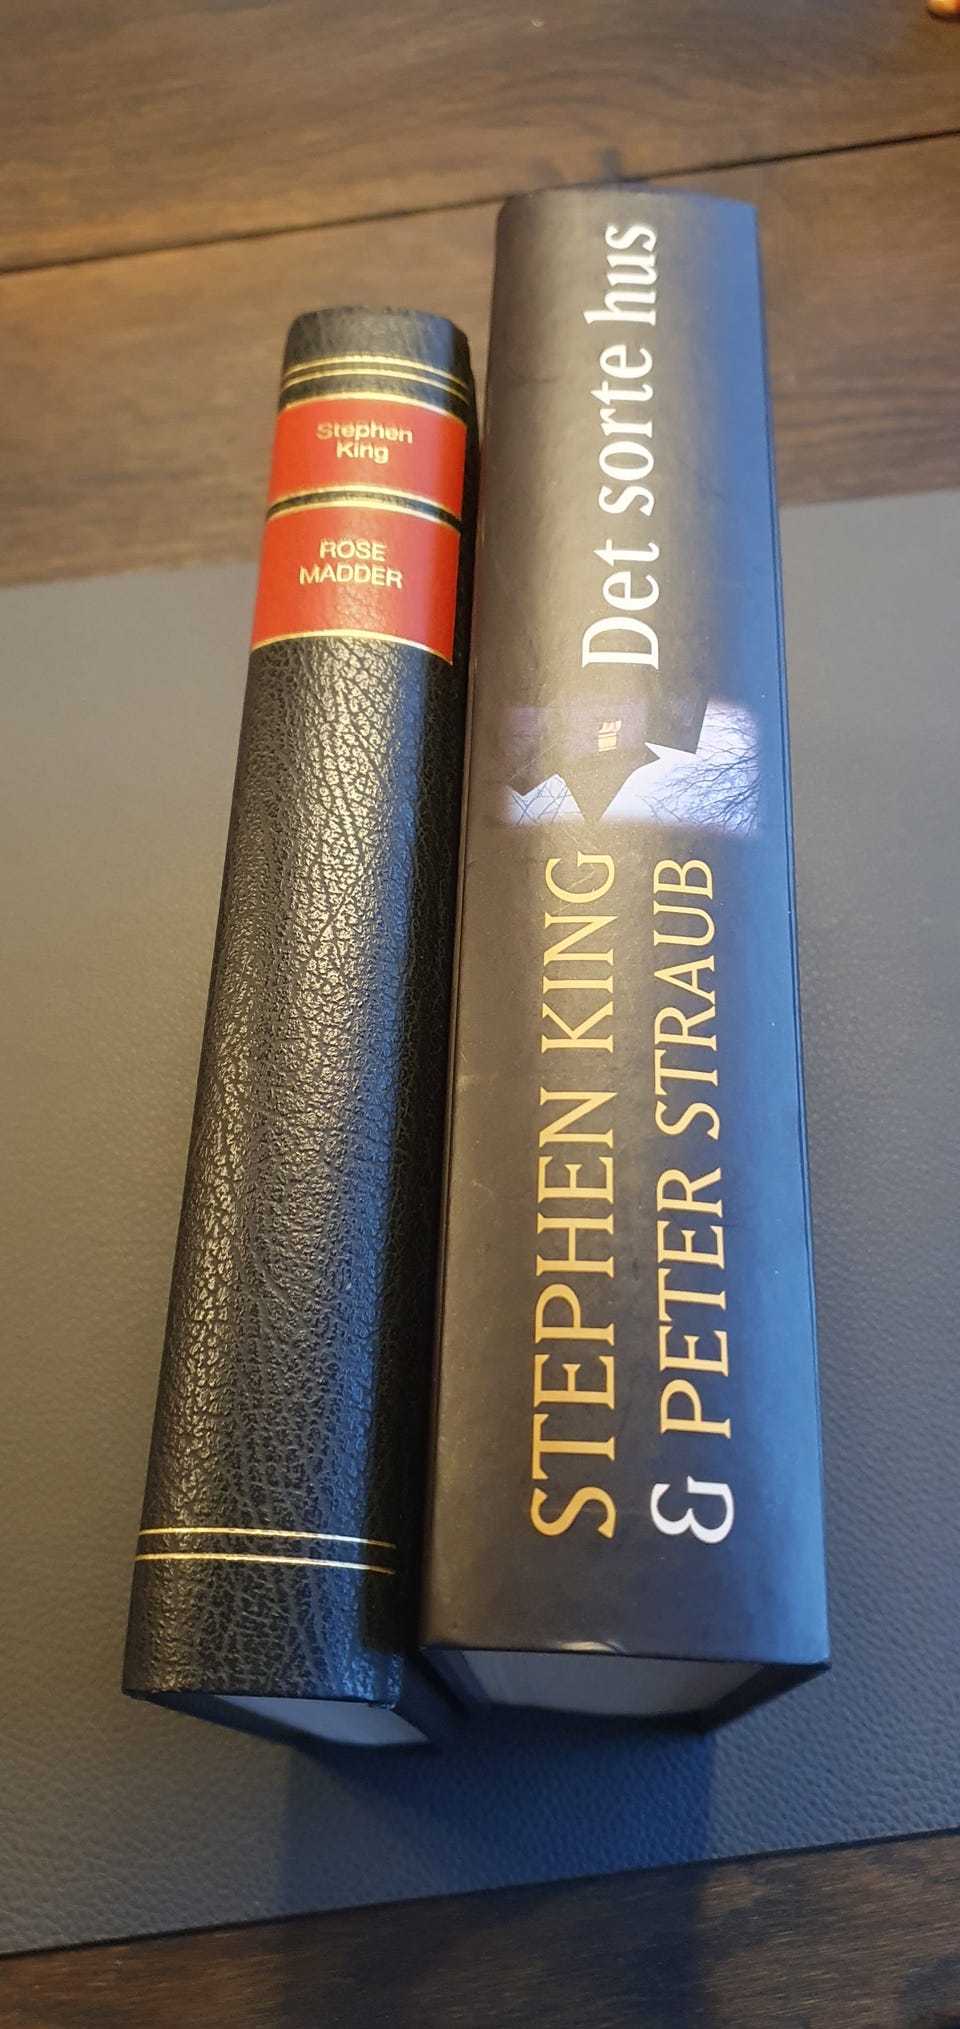 Stephen
King
ROSE
MADDER
STEPHEN KING
& PETER STRAUB
Det sorte hus